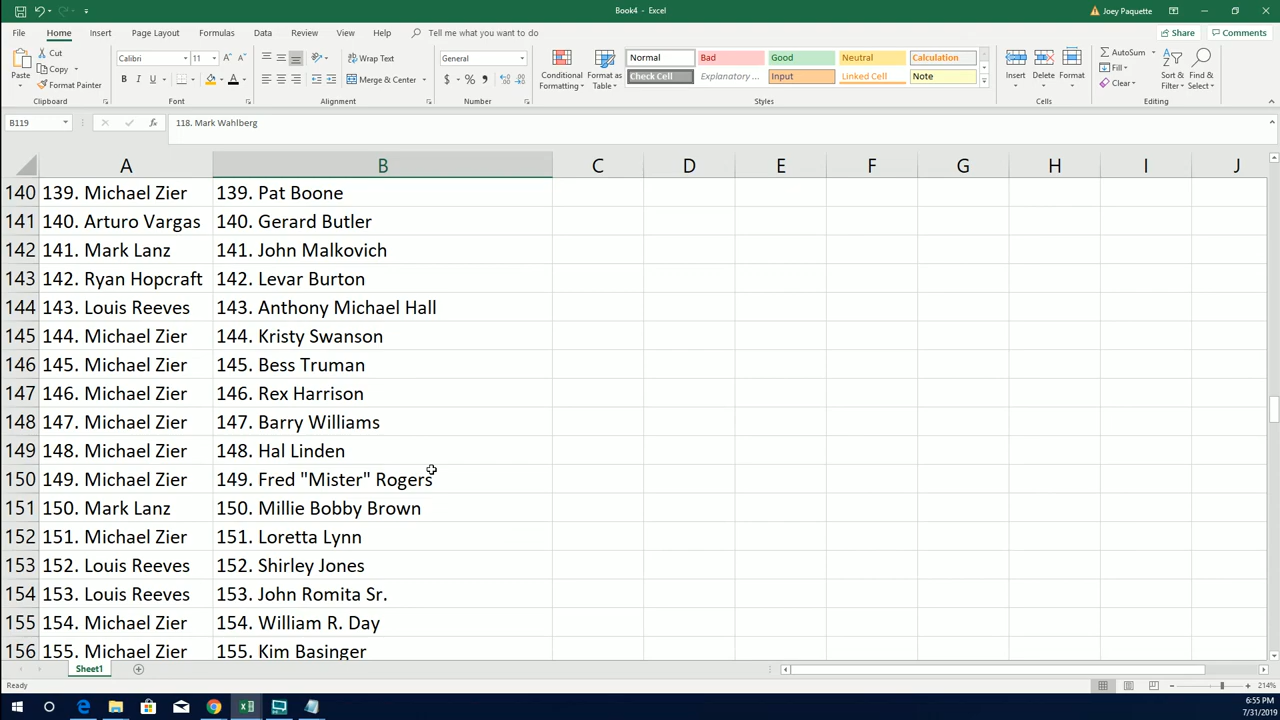 Book4 - Excel
Joey Paquette
File Home Insert Page Layout Formulas Data Review View Help Tell me what you want to do Share Comments
Paste Cut Copy Format Painter Clipboard
Calibri 11 B I U A A A Font
Wrap Text Merge & Center Alignment
General $ % , Number
Conditional Formatting Format as Table Normal Bad Good Neutral Calculation
Check Cell Explanatory ... Input Linked Cell Note Styles
Insert Delete Format Cells
AutoSum Fill Clear Sort & Filter Find & Select Editing
B119 fx 118. Mark Wahlberg
A B C D E F G H I J
140 139. Michael Zier 139. Pat Boone
141 140. Arturo Vargas 140. Gerard Butler
142 141. Mark Lanz 141. John Malkovich
143 142. Ryan Hopcraft 142. Levar Burton
144 143. Louis Reeves 143. Anthony Michael Hall
145 144. Michael Zier 144. Kristy Swanson
146 145. Michael Zier 145. Bess Truman
147 146. Michael Zier 146. Rex Harrison
148 147. Michael Zier 147. Barry Williams
149 148. Michael Zier 148. Hal Linden
150 149. Michael Zier 149. Fred "Mister" Rogers
151 150. Mark Lanz 150. Millie Bobby Brown
152 151. Michael Zier 151. Loretta Lynn
153 152. Louis Reeves 152. Shirley Jones
154 153. Louis Reeves 153. John Romita Sr.
155 154. Michael Zier 154. William R. Day
156 155. Michael Zier 155. Kim Basinger
Sheet1
Ready 214%
6:55 PM
7/31/2019